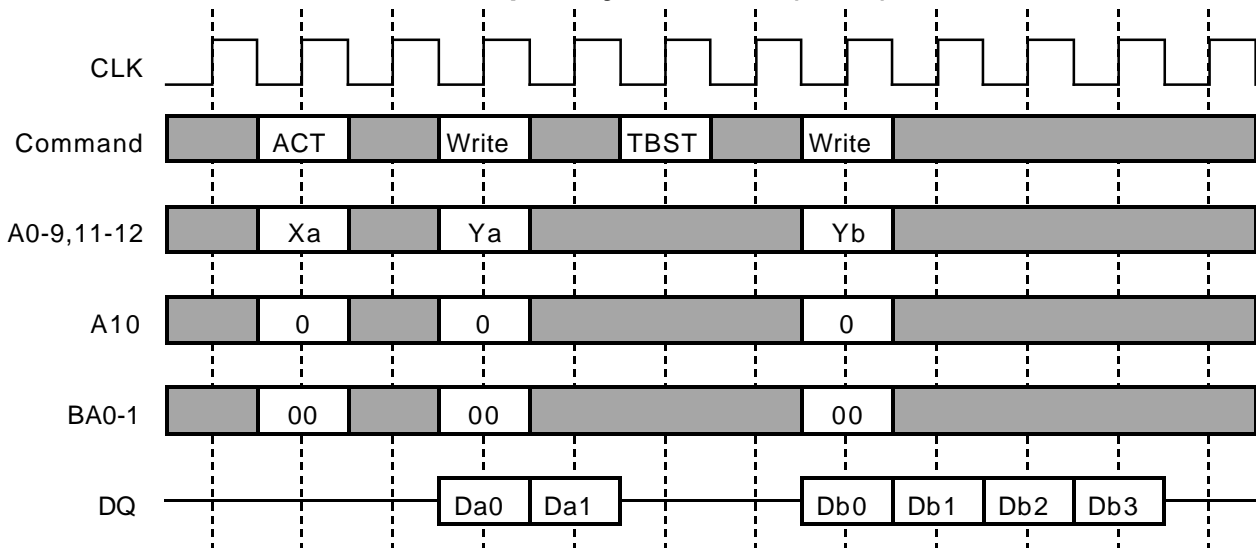 CLK
Command ACT Write TBST Write
A0-9,11-12 Xa Ya Yb
A10 0 0 0
BA0-1 00 00 00
DQ Da0 Da1 Db0 Db1 Db2 Db3